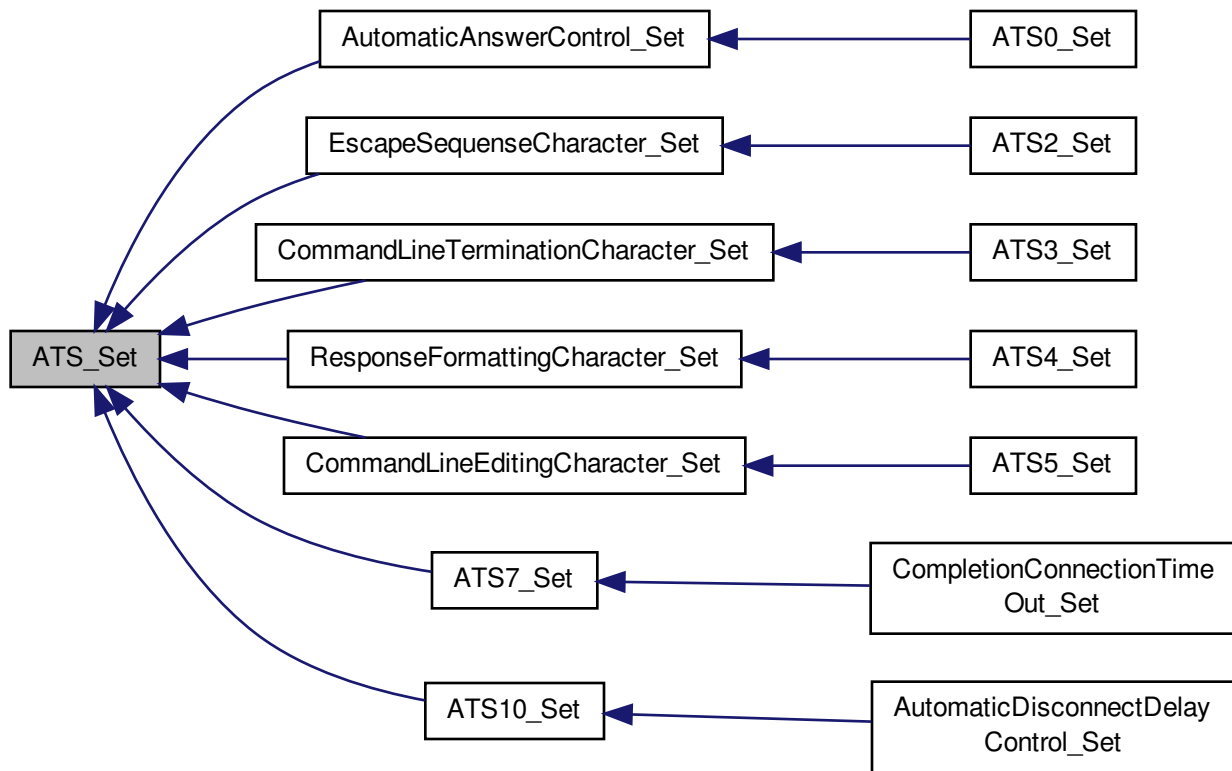 AutomaticAnswerControl_Set
ATS0_Set
EscapeSequenseCharacter_Set
ATS2_Set
CommandLineTerminationCharacter_Set
ATS3_Set
ATS_Set
ResponseFormattingCharacter_Set
ATS4_Set
CommandLineEditingCharacter_Set
ATS5_Set
ATS7_Set
CompletionConnectionTime
Out_Set
ATS10_Set
AutomaticDisconnectDelay
Control_Set